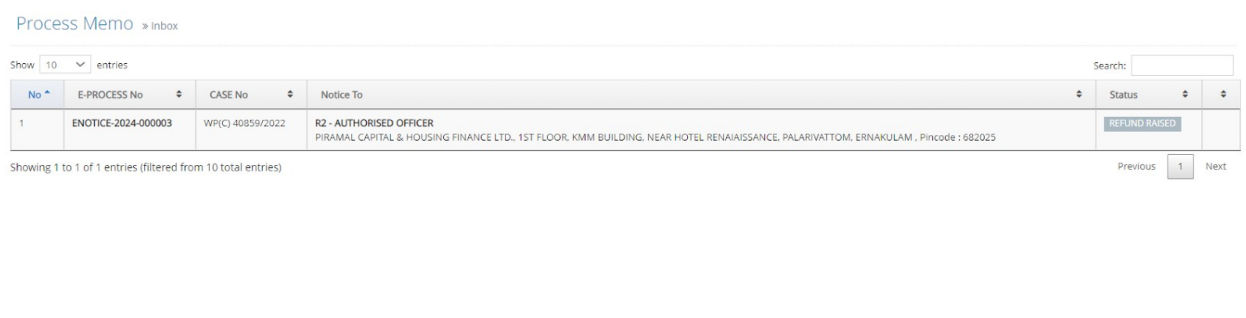 Process Memo » Inbox
Show 10 entries
Search:
No E-PROCESS No CASE No Notice To Status
1 ENOTICE-2024-000003 WP(C) 40859/2022 R2 - AUTHORISED OFFICER REFUND RAISED
PIRAMAL CAPITAL & HOUSING FINANCE LTD., 1ST FLOOR, KMM BUILDING, NEAR HOTEL RENAIAISSANCE, PALARIVATTOM, ERNAKULAM , Pincode : 682025
Showing 1 to 1 of 1 entries (filtered from 10 total entries)
Previous 1 Next